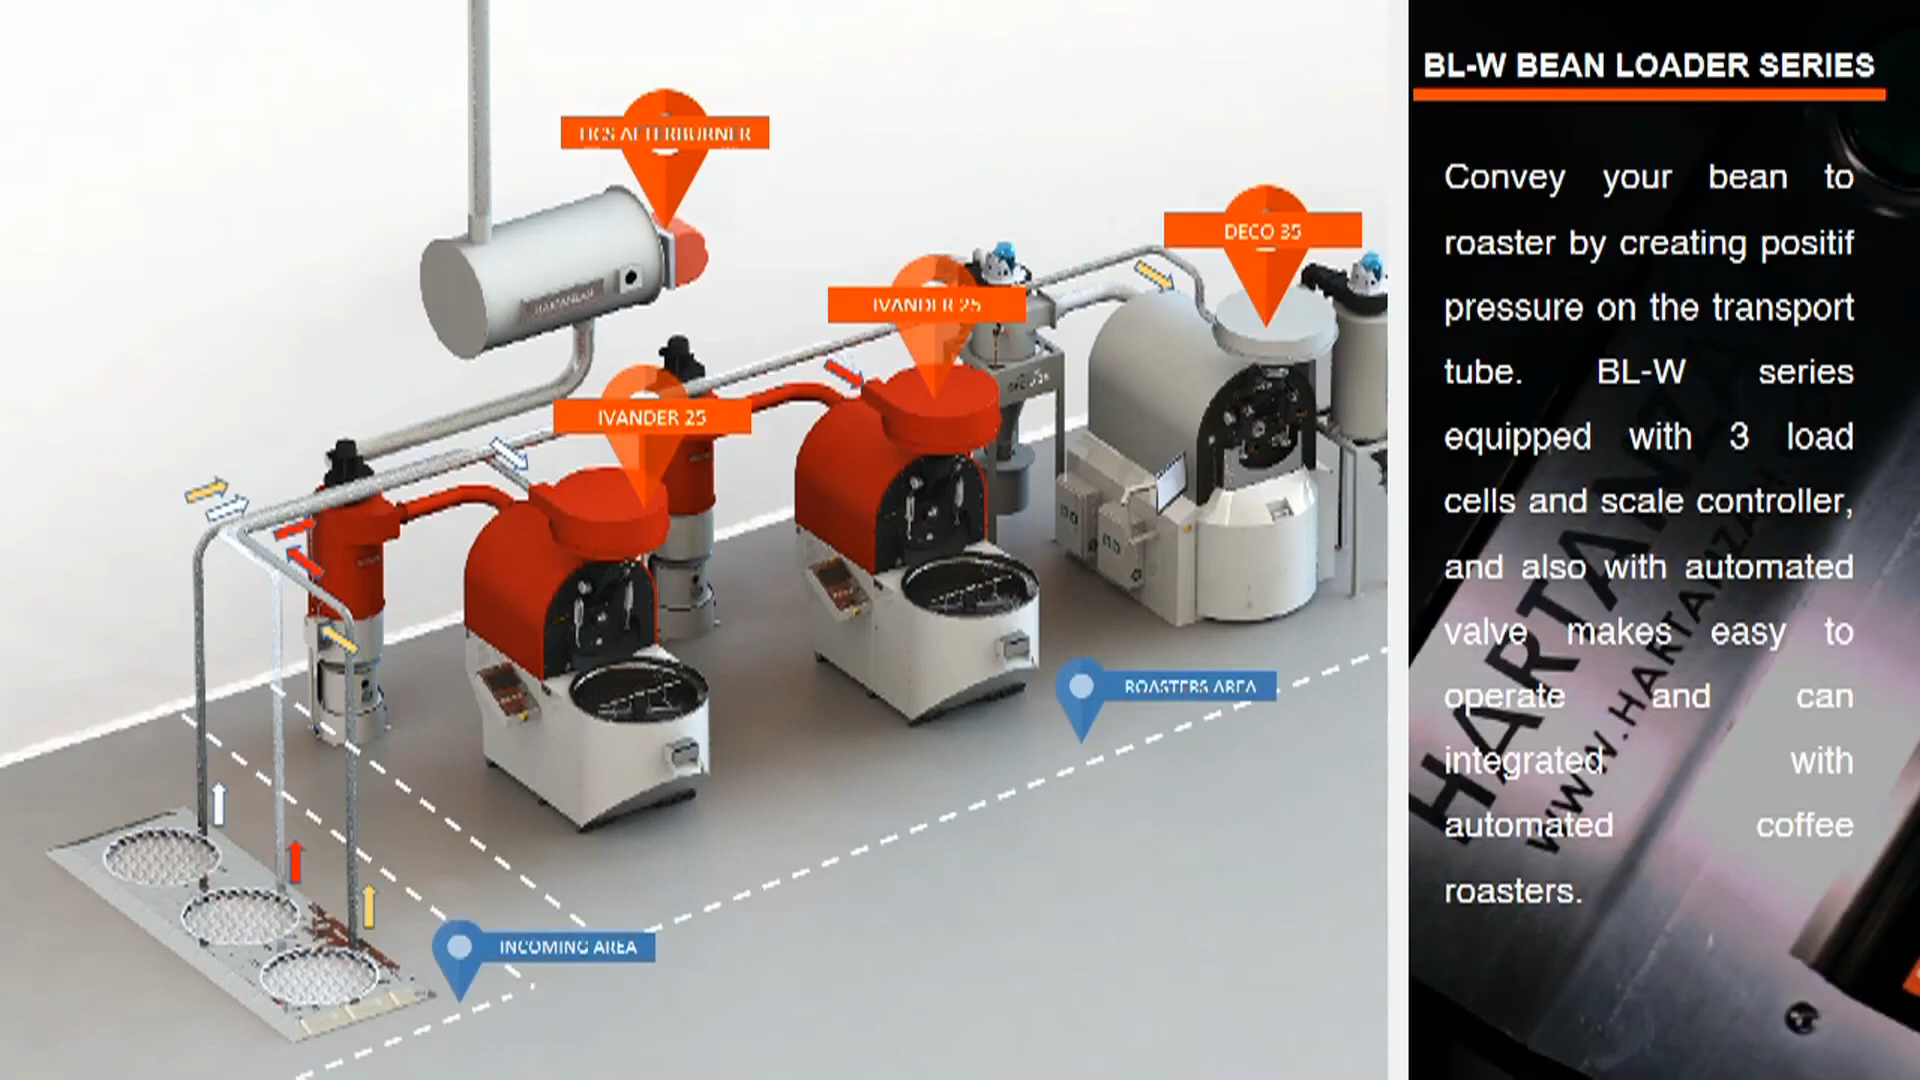 AFTERBURNER
DECO 35
IVANDER 25
IVANDER 25
ROASTERS AREA
INCOMING AREA
BL-W BEAN LOADER SERIES
Convey your bean to
roaster by creating positif
pressure on the transport
tube. BL-W series
equipped with 3 load
cells and scale controller,
and also with automated
valve makes easy to
operate and can
integrated with
automated coffee
roasters.